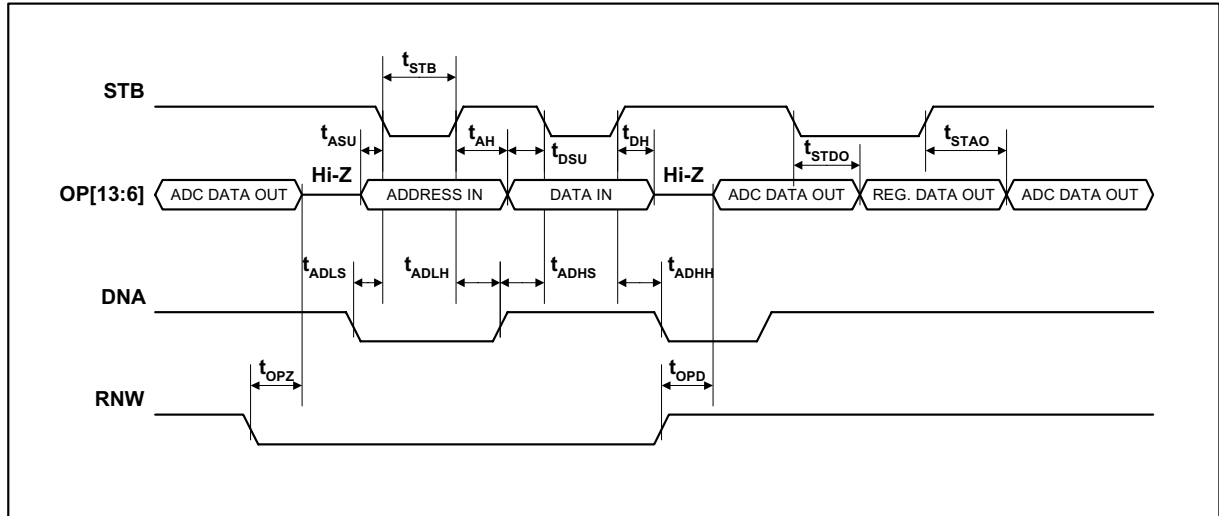 tSTB
STB
tASU
tAH
tDSU
tDH
tSTDO
tSTAO
Hi-Z
Hi-Z
OP[13:6]
ADC DATA OUT
ADDRESS IN
DATA IN
ADC DATA OUT
REG. DATA OUT
ADC DATA OUT
tADLS
tADLH
tADHS
tADHH
DNA
tOPZ
tOPD
RNW